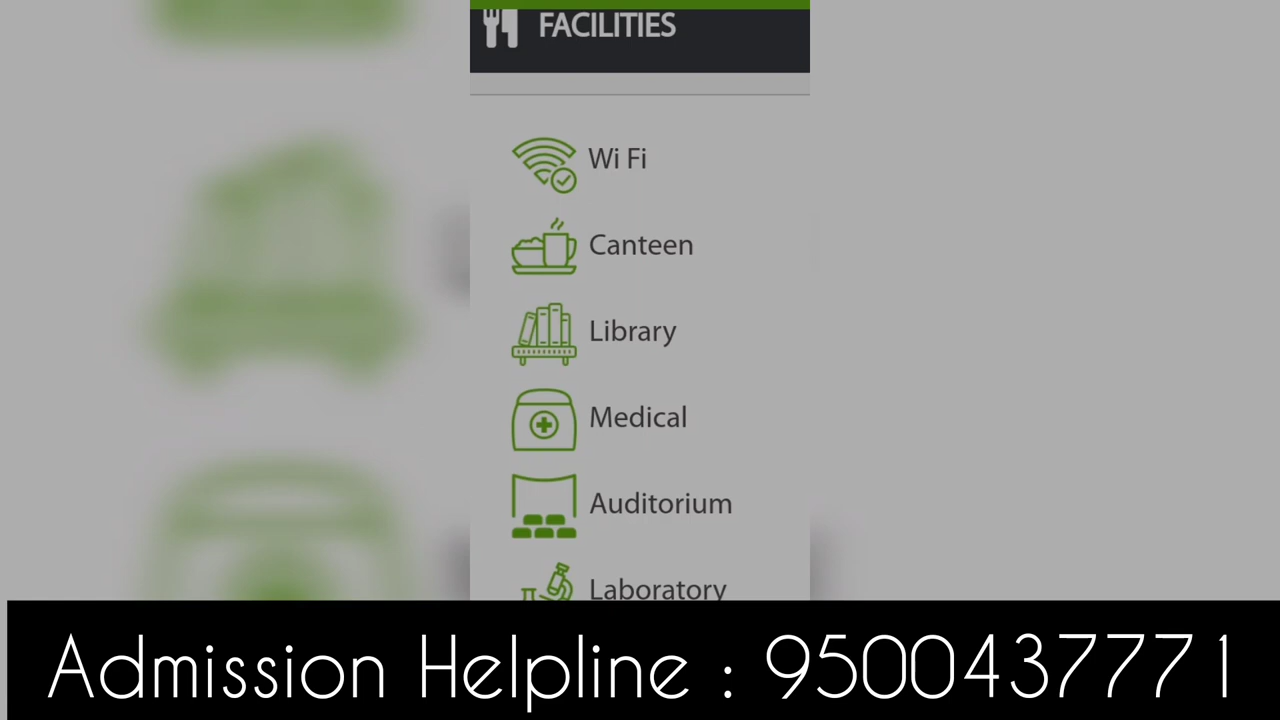 FACILITIES
Wi Fi
Canteen
Library
Medical
Auditorium
Laboratory
Admission Helpline : 9500437771